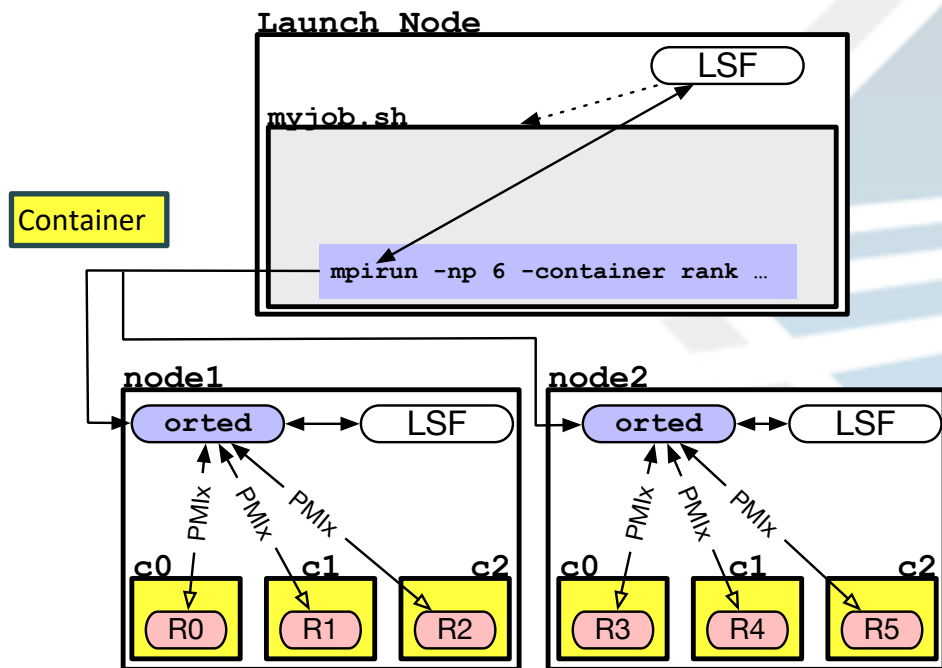 Launch Node
LSF
myjob.sh
Container
mpirun -np 6 -container rank …
node1
orted
LSF
PMIx
PMIx
PMIx
c0
c1
c2
R0
R1
R2
node2
orted
LSF
PMIx
PMIx
PMIx
c0
c1
c2
R3
R4
R5